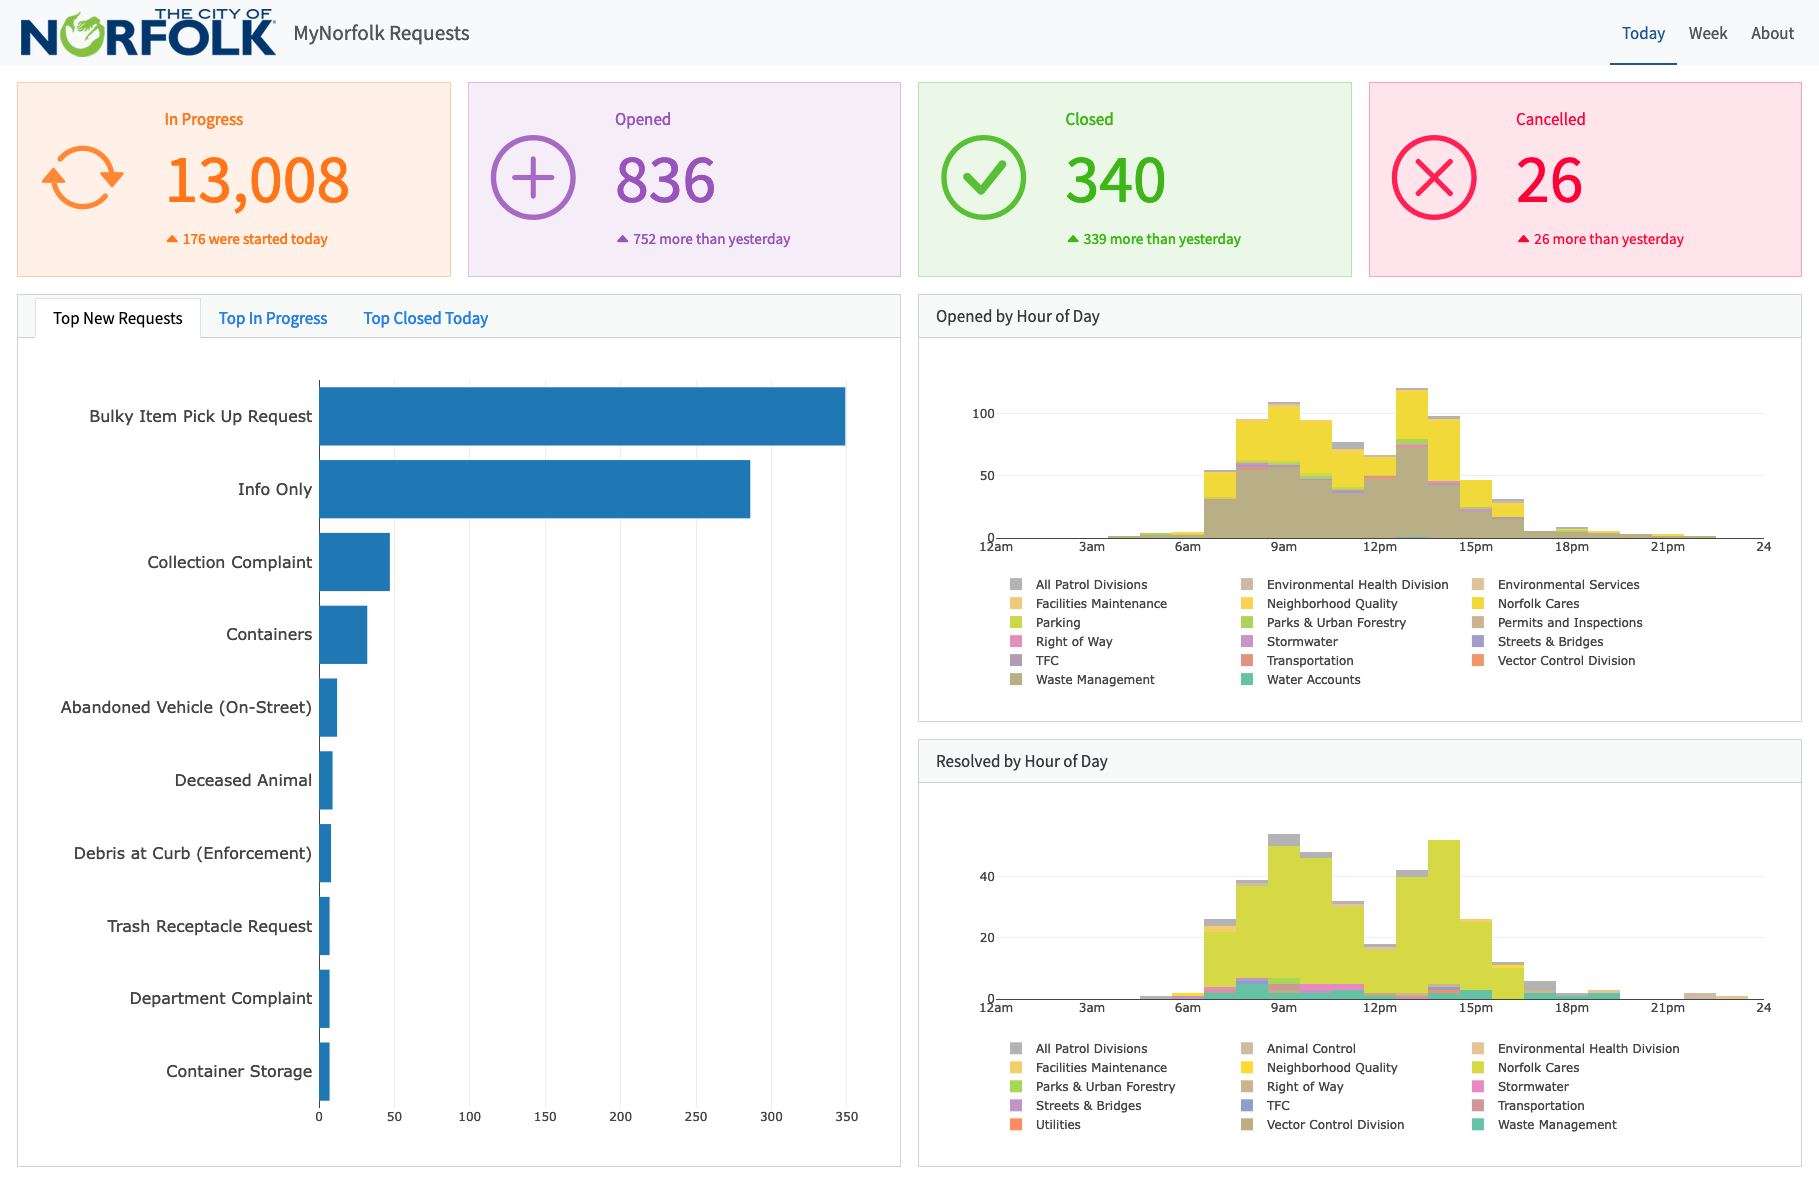 THE CITY OF
NORFOLK
MyNorfolk Requests
Today Week About
In Progress
13,008
176 were started today
Opened
836
752 more than yesterday
Closed
340
339 more than yesterday
Cancelled
26
26 more than yesterday
Top New Requests Top In Progress Top Closed Today
Bulky Item Pick Up Request
Info Only
Collection Complaint
Containers
Abandoned Vehicle (On-Street)
Deceased Animal
Debris at Curb (Enforcement)
Trash Receptacle Request
Department Complaint
Container Storage
0 50 100 150 200 250 300 350
Opened by Hour of Day
100
50
0
12am 3am 6am 9am 12pm 15pm 18pm 21pm 24
All Patrol Divisions Environmental Health Division Environmental Services
Facilities Maintenance Neighborhood Quality Norfolk Cares
Parking Parks & Urban Forestry Permits and Inspections
Right of Way Stormwater Streets & Bridges
TFC Transportation Vector Control Division
Waste Management Water Accounts
Resolved by Hour of Day
40
20
0
12am 3am 6am 9am 12pm 15pm 18pm 21pm 24
All Patrol Divisions Animal Control Environmental Health Division
Facilities Maintenance Neighborhood Quality Norfolk Cares
Parks & Urban Forestry Right of Way Stormwater
Streets & Bridges TFC Transportation
Utilities Vector Control Division Waste Management